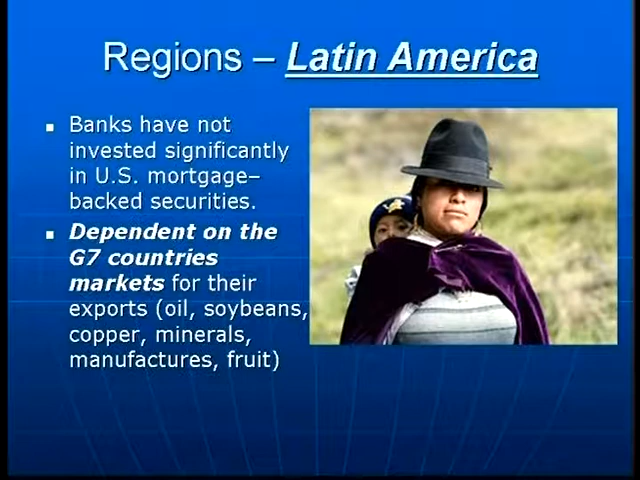 Regions – Latin America
Banks have not
invested significantly
in U.S. mortgage–
backed securities.
Dependent on the
G7 countries
markets for their
exports (oil, soybeans,
copper, minerals,
manufactures, fruit)